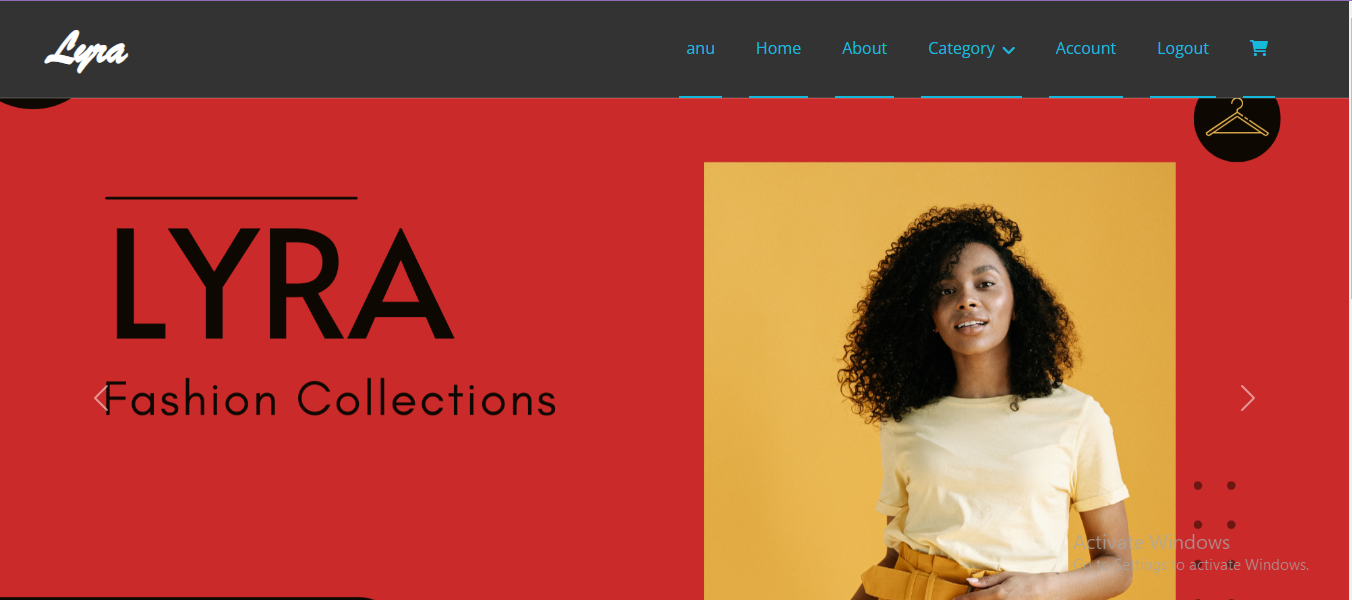 Lyra
anu Home About Category Account Logout
LYRA
Fashion Collections
Activate Windows
Go to Settings to activate Windows.